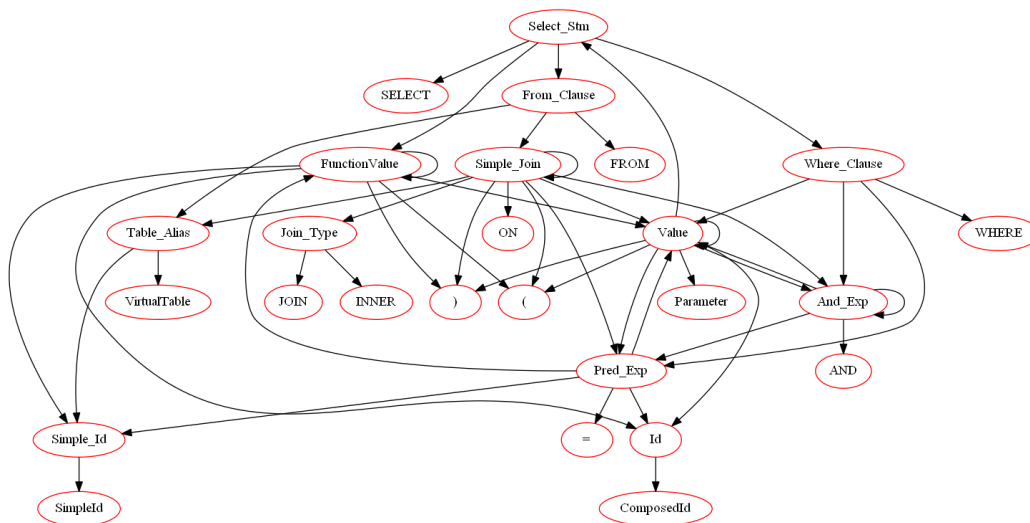 Select_Stm
SELECT
From_Clause
FunctionValue
Simple_Join
FROM
Where_Clause
Table_Alias
Join_Type
ON
Value
WHERE
VirtualTable
JOIN
INNER
)
(
Parameter
And_Exp
Pred_Exp
AND
Simple_Id
=
Id
SimpleId
ComposedId